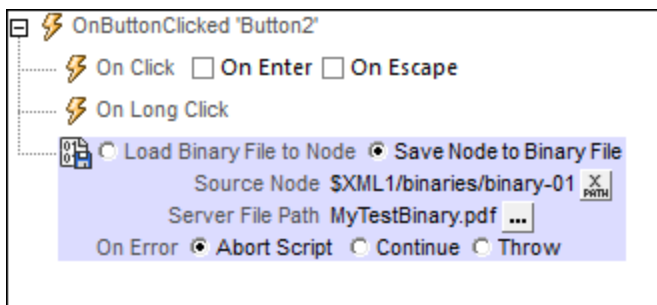 OnButtonClicked 'Button2'
On Click On Enter On Escape
On Long Click
Load Binary File to Node Save Node to Binary File
Source Node $XML1/binaries/binary-01 X PATH
Server File Path MyTestBinary.pdf ...
On Error Abort Script Continue Throw